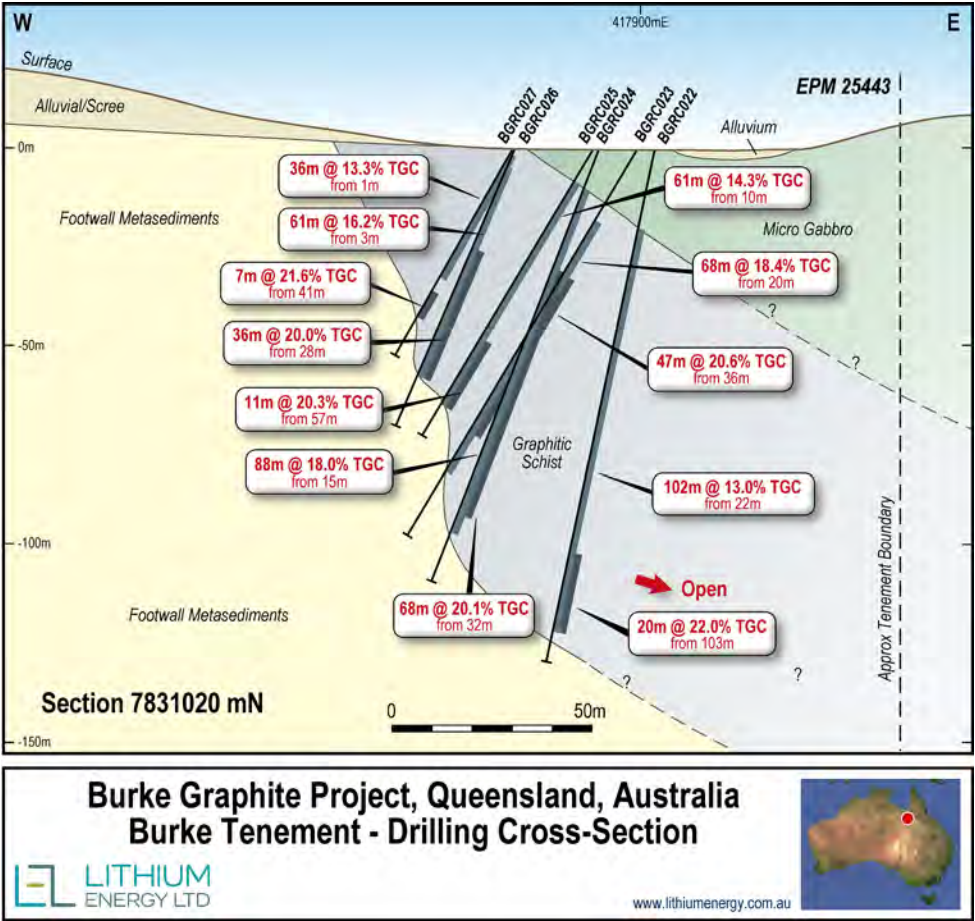 W
417900mE
E
Surface
EPM 25443
Alluvial/Scree
BGRC027
BGRC026
BGRC025
BGRC024
BGRC023
BGRC022
Alluvium
0m
36m @ 13.3% TGC
from 1m
61m @ 14.3% TGC
from 10m
Footwall Metasediments
61m @ 16.2% TGC
from 3m
Micro Gabbro
7m @ 21.6% TGC
from 41m
68m @ 18.4% TGC
from 20m
?
-50m
36m @ 20.0% TGC
from 28m
?
47m @ 20.6% TGC
from 36m
11m @ 20.3% TGC
from 57m
Graphitic
Schist
88m @ 18.0% TGC
from 15m
102m @ 13.0% TGC
from 22m
Approx Tenement Boundary
-100m
Open
68m @ 20.1% TGC
from 32m
Footwall Metasediments
20m @ 22.0% TGC
from 103m
?
?
Section 7831020 mN
0
50m
-150m
Burke Graphite Project, Queensland, Australia
Burke Tenement - Drilling Cross-Section
LITHIUM
ENERGY LTD
www.lithiumenergy.com.au